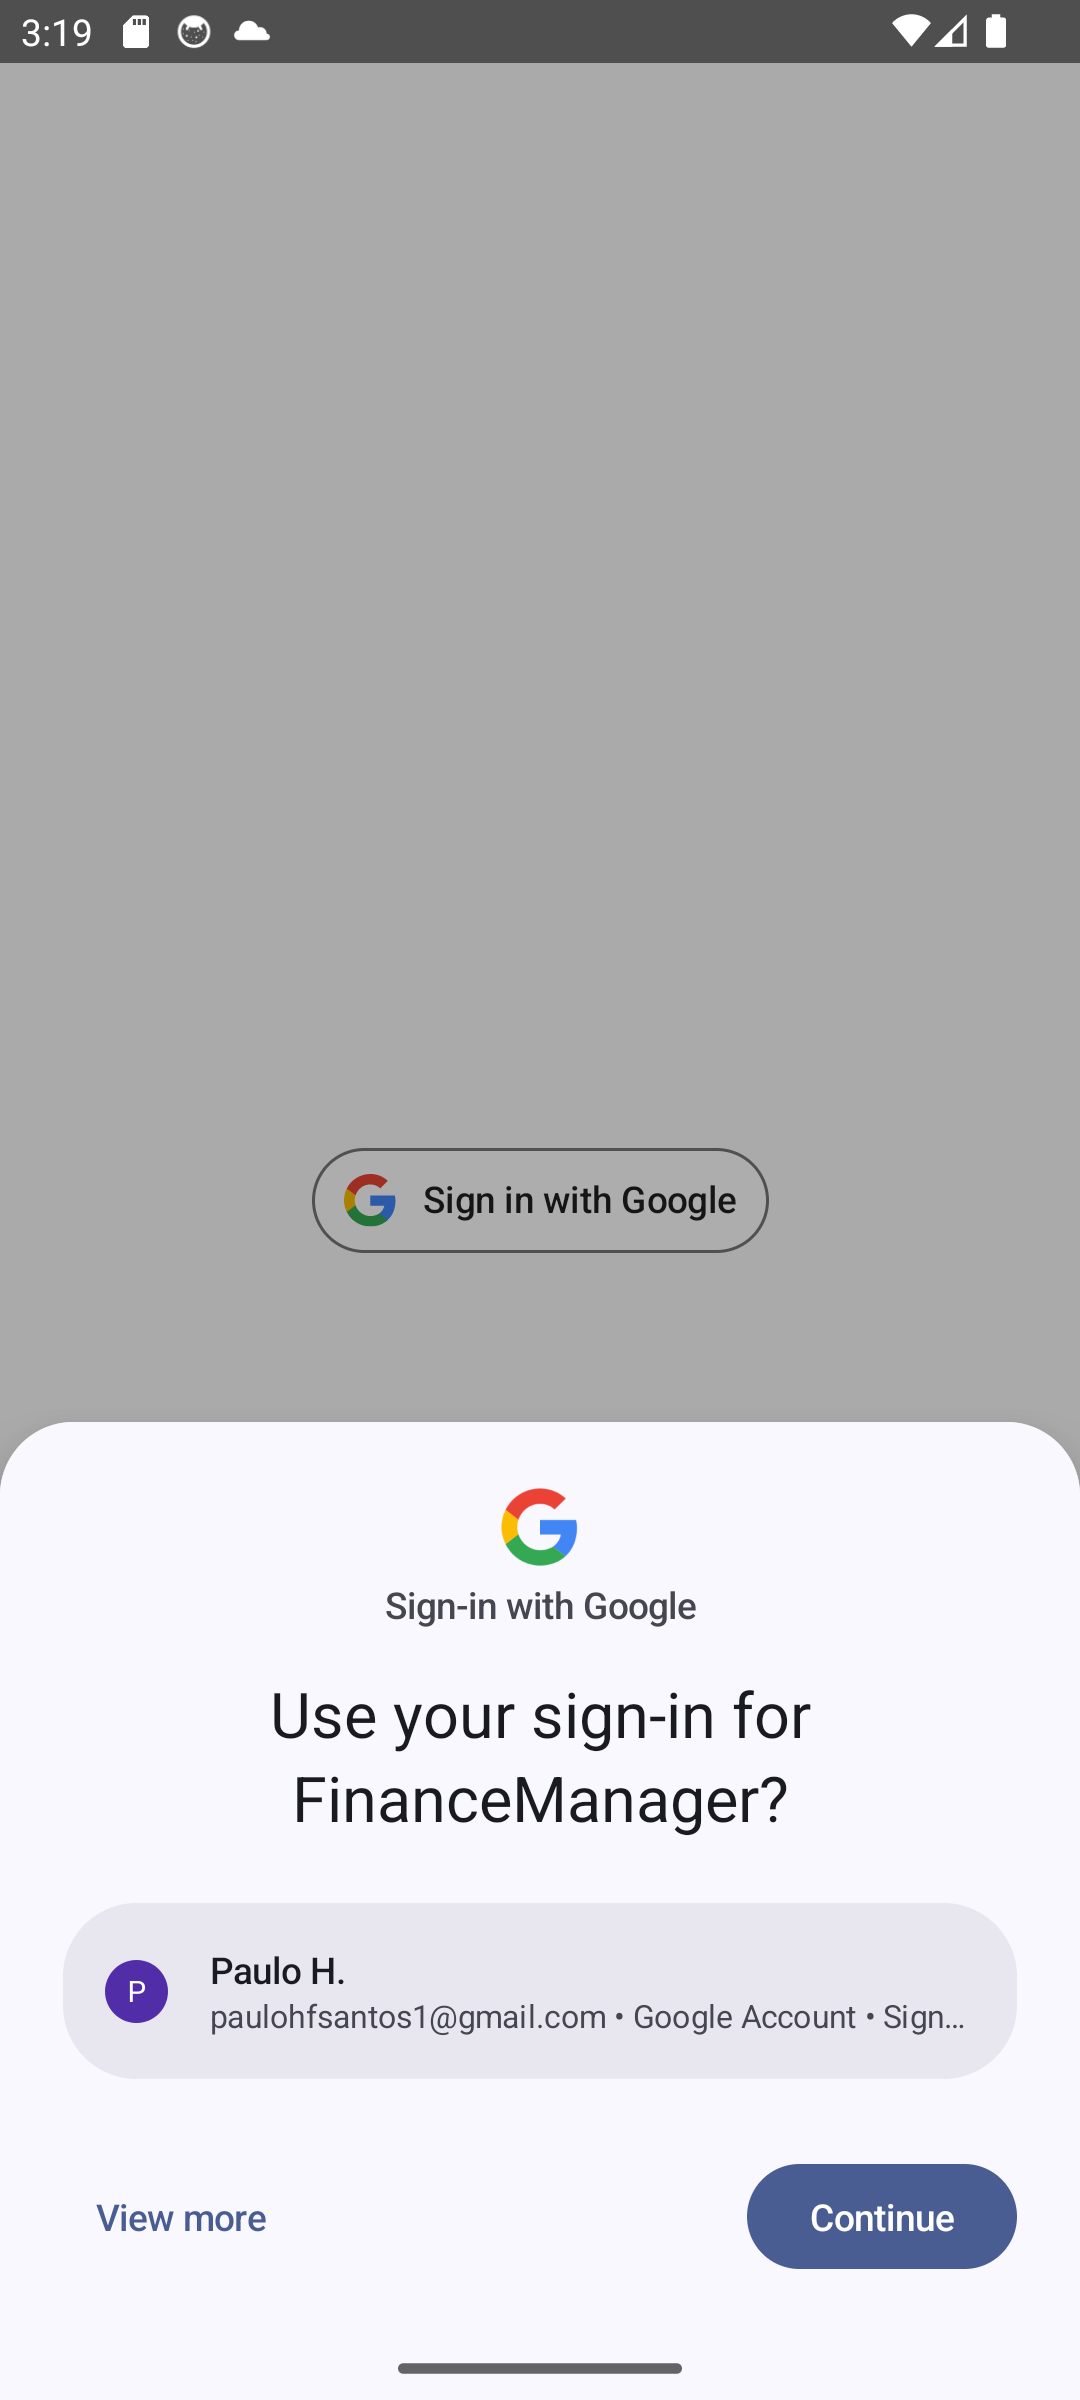 3:19
Sign in with Google
Sign-in with Google
Use your sign-in for
FinanceManager?
P
Paulo H.
paulohfsantos1@gmail.com • Google Account • Sign...
View more
Continue